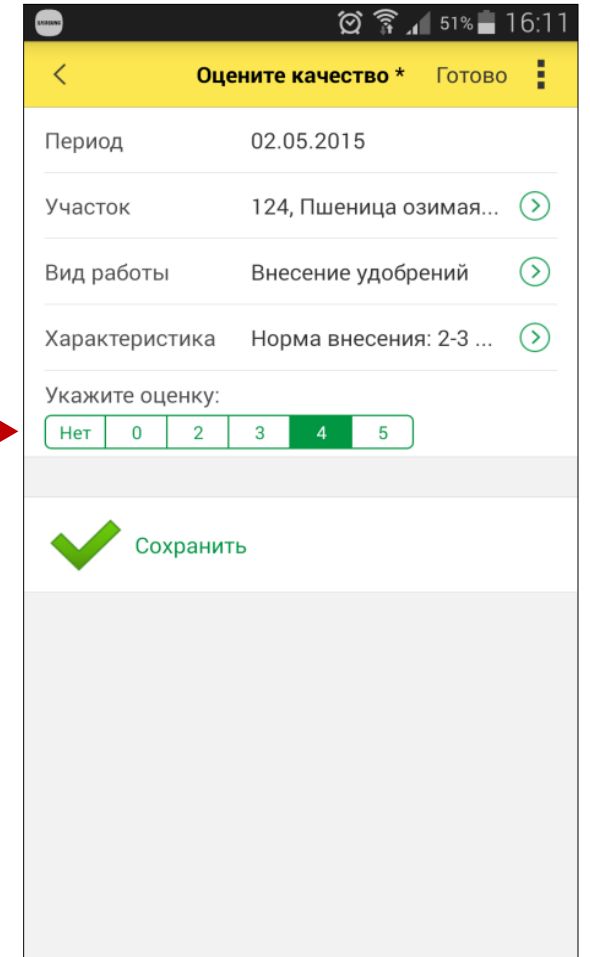 SAMSUNG 51% 16:11
Оцените качество * Готово
Период 02.05.2015
Участок 124, Пшеница озимая...
Вид работы Внесение удобрений
Характеристика Норма внесения: 2-3 ...
Укажите оценку:
Нет 0 2 3 4 5
Сохранить